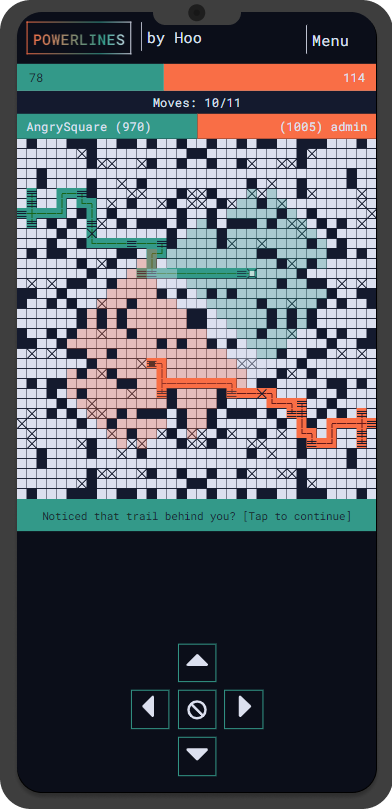 POWERLINES
by Hoo
Menu
78
114
Moves: 10/11
AngrySquare (970)
(1005) admin
Noticed that trail behind you? [Tap to continue]